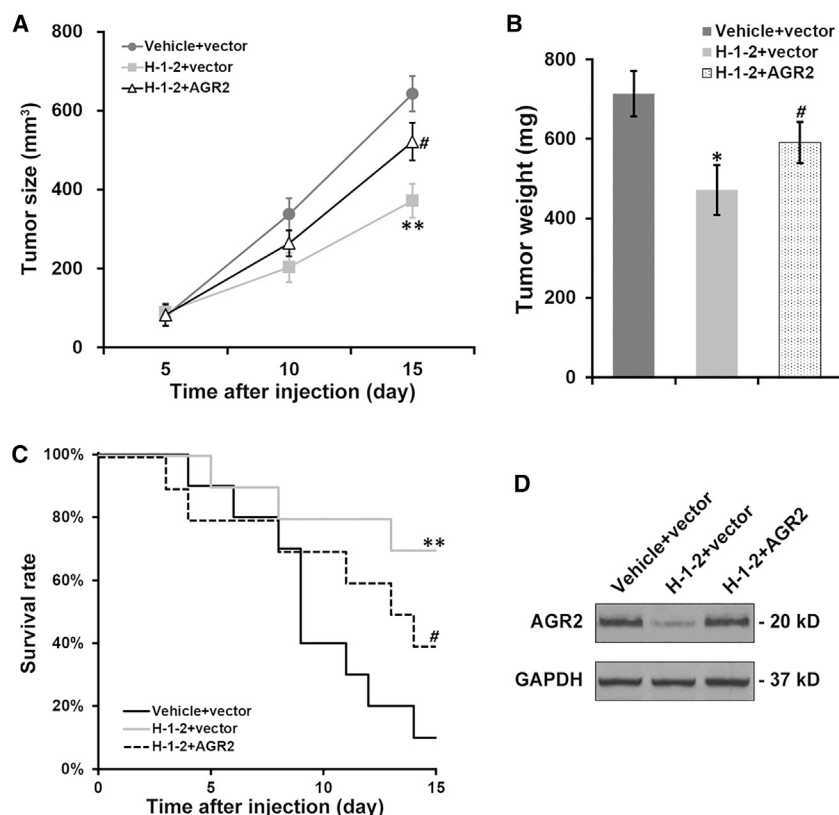 A
800
600
400
200
0
Tumor size (mm³)
Vehicle+vector
H-1-2+vector
H-1-2+AGR2
#
**
5 10 15
Time after injection (day)
B
Vehicle+vector
H-1-2+vector
H-1-2+AGR2
800
600
400
200
0
Tumor weight (mg)
*
#
C
100%
80%
60%
40%
20%
0%
Survival rate
**
#
Vehicle+vector
H-1-2+vector
H-1-2+AGR2
0 5 10 15
Time after injection (day)
D
Vehicle+vector
H-1-2+vector
H-1-2+AGR2
AGR2 - 20 kD
GAPDH - 37 kD